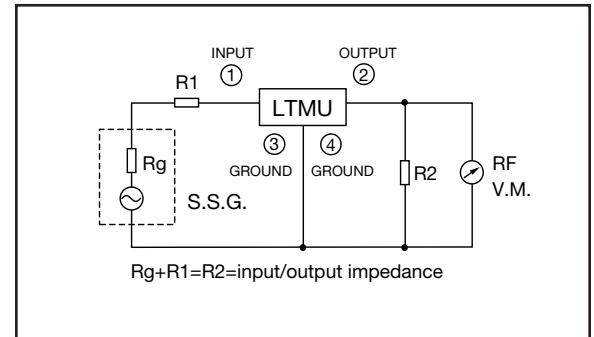 INPUT
OUTPUT
1
2
R1
LTMU
3
4
Rg
GROUND
GROUND
R2
RF
V.M.
S.S.G.
Rg+R1=R2=input/output impedance